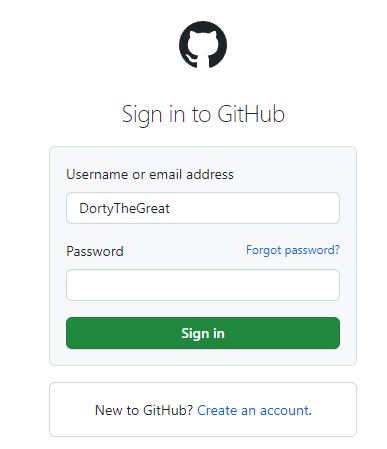 Sign in to GitHub
Username or email address
DortyTheGreat
Password Forgot password?
Sign in
New to GitHub? Create an account.